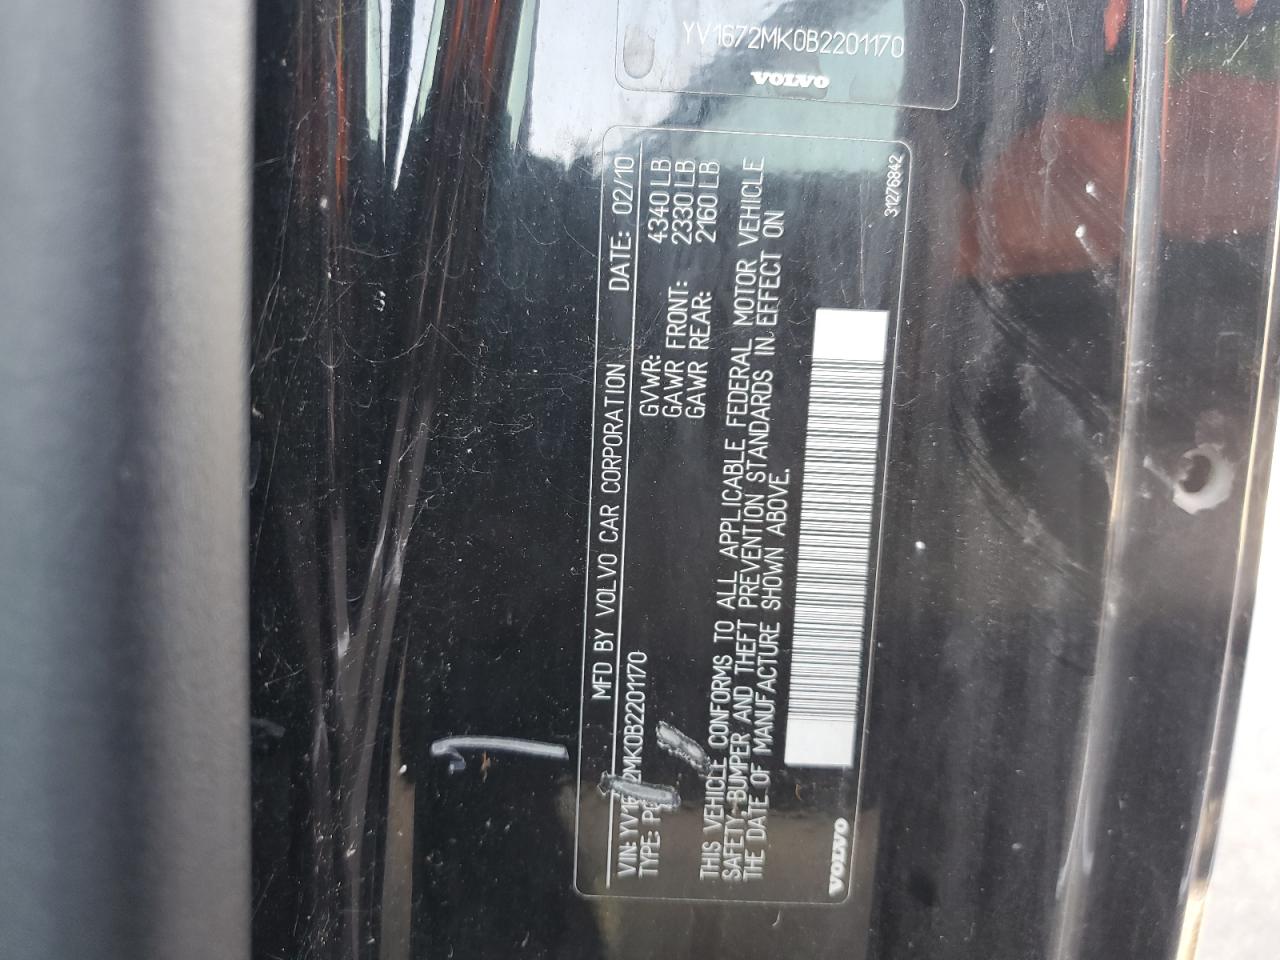 YV1672MK0B2201170
VOLVO
MFD BY VOLVO CAR CORPORATION DATE: 02/10
VIN: YV1672MK0B2201170
TYPE:
GVWR: 4340 LB
GAWR FRONT: 2330 LB
GAWR REAR: 2160 LB
THIS VEHICLE CONFORMS TO ALL APPLICABLE FEDERAL MOTOR VEHICLE
SAFETY, BUMPER AND THEFT PREVENTION STANDARDS IN EFFECT ON
THE DATE OF MANUFACTURE SHOWN ABOVE.
VOLVO
31276842